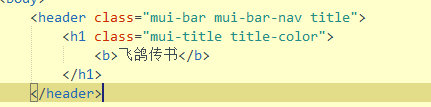 <body>
<header class="mui-bar mui-bar-nav title">
<h1 class="mui-title title-color">
<b>飞鸽传书</b>
</h1>
</header>